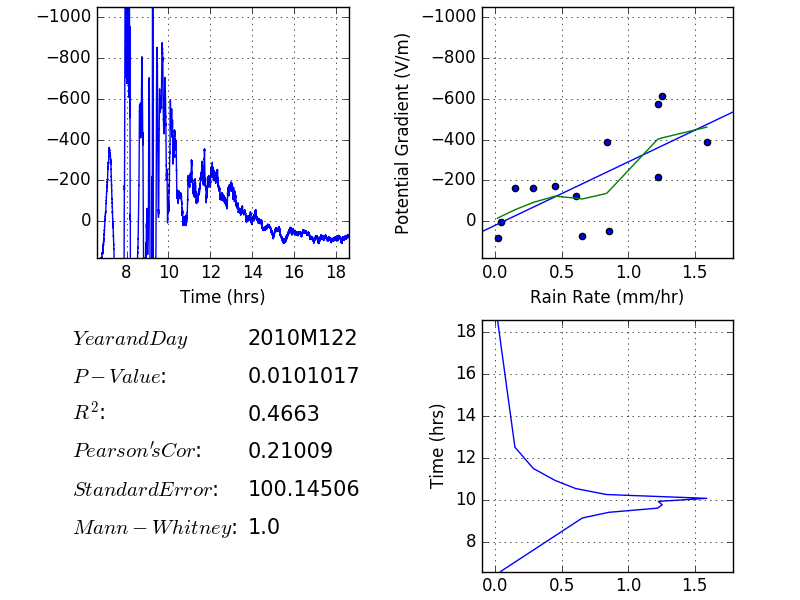 −1000
−800
−600
−400
−200
0
8 10 12 14 16 18
Time (hrs)
Potential Gradient (V/m)
−1000
−800
−600
−400
−200
0
0.0 0.5 1.0 1.5
Rain Rate (mm/hr)
YearandDay 2010M122
P−Value: 0.0101017
R²: 0.4663
Pearson'sCor: 0.21009
StandardError: 100.14506
Mann−Whitney: 1.0
Time (hrs)
18
16
14
12
10
8
0.0 0.5 1.0 1.5